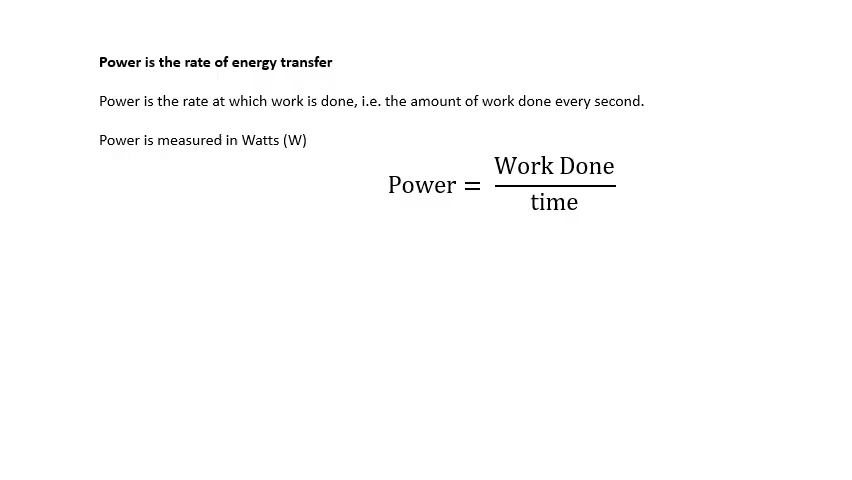 Power is the rate of energy transfer
Power is the rate at which work is done, i.e. the amount of work done every second.
Power is measured in Watts (W)
Power = Work Done / time